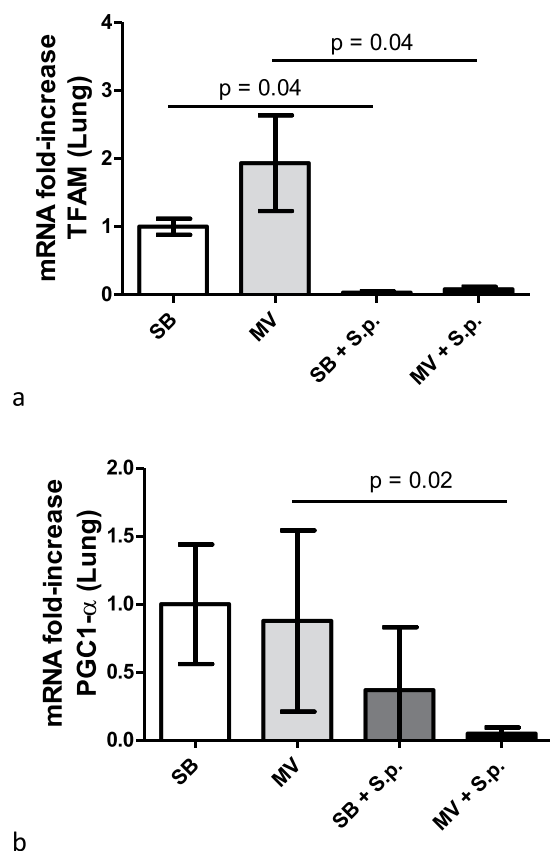 mRNA fold-increase
TFAM (Lung)
4
3
2
1
0
p = 0.04
p = 0.04
SB
MV
SB + S.p.
MV + S.p.
a
mRNA fold-increase
PGC1-α (Lung)
2.0
1.5
1.0
0.5
0.0
p = 0.02
SB
MV
SB + S.p.
MV + S.p.
b